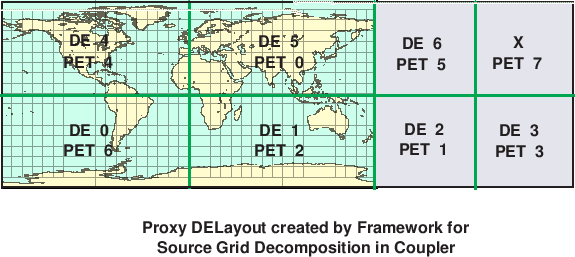 DE 4
PET 4
DE 5
PET 0
DE 6
PET 5
X
PET 7
DE 0
PET 6
DE 1
PET 2
DE 2
PET 1
DE 3
PET 3
Proxy DELayout created by Framework for
Source Grid Decomposition in Coupler